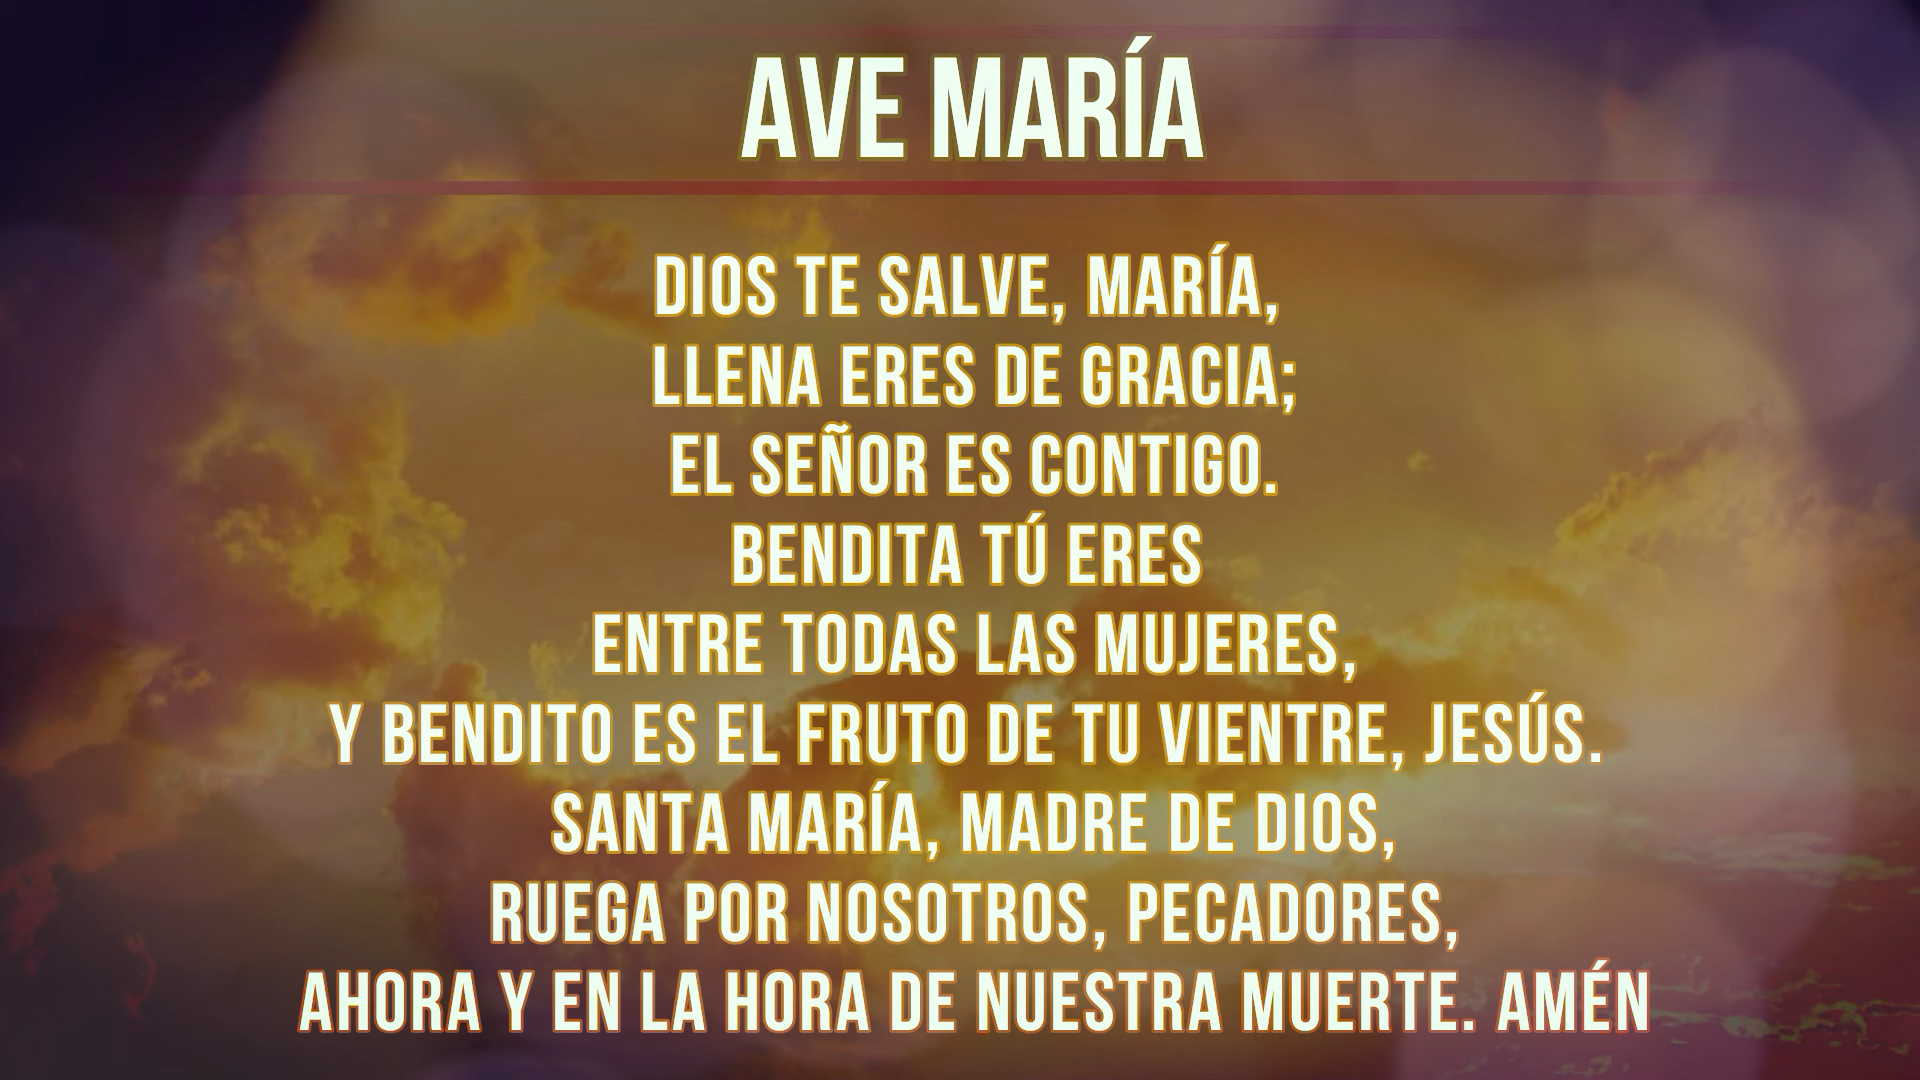 AVE MARÍA
DIOS TE SALVE, MARÍA,
LLENA ERES DE GRACIA;
EL SEÑOR ES CONTIGO.
BENDITA TÚ ERES
ENTRE TODAS LAS MUJERES,
Y BENDITO ES EL FRUTO DE TU VIENTRE, JESÚS.
SANTA MARÍA, MADRE DE DIOS,
RUEGA POR NOSOTROS, PECADORES,
AHORA Y EN LA HORA DE NUESTRA MUERTE. AMÉN